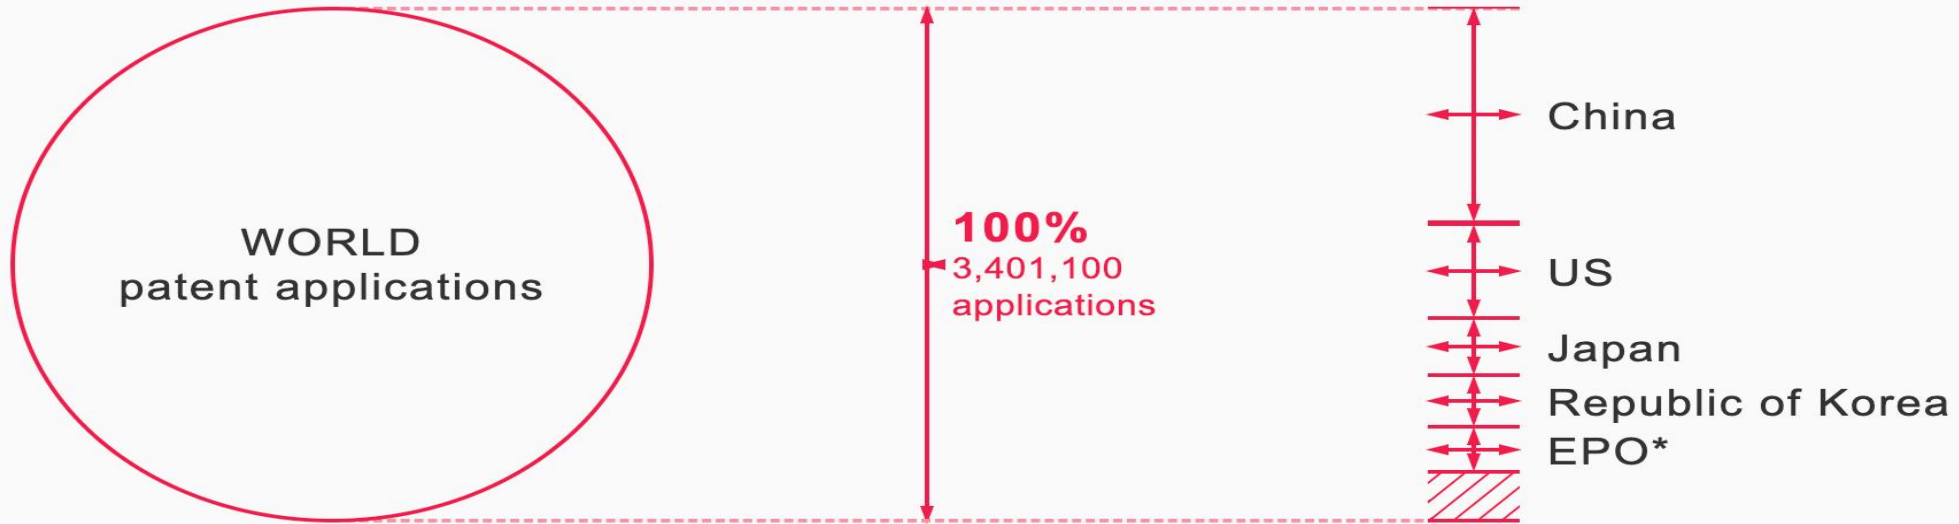 WORLD
patent applications
100%
3,401,100
applications
China
US
Japan
Republic of Korea
EPO*